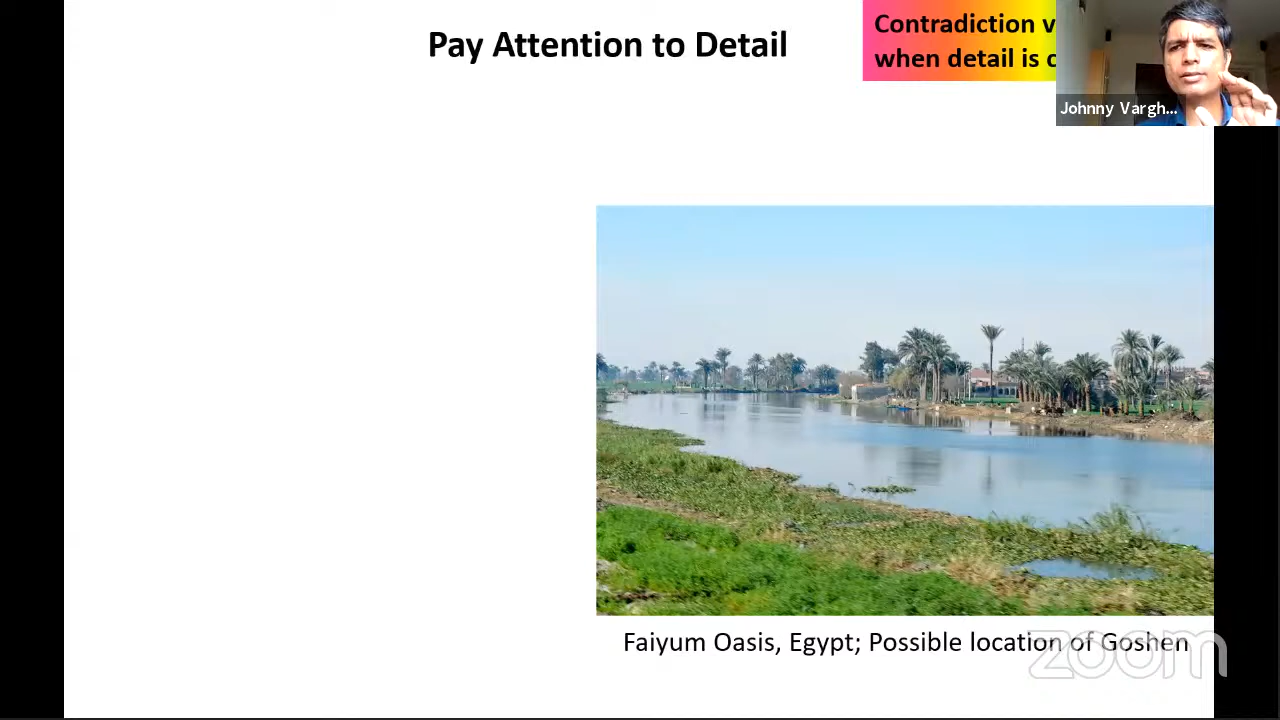 Pay Attention to Detail
Contradiction
when detail is
Johnny Vargh...
Faiyum Oasis, Egypt; Possible location of Goshen
zoom